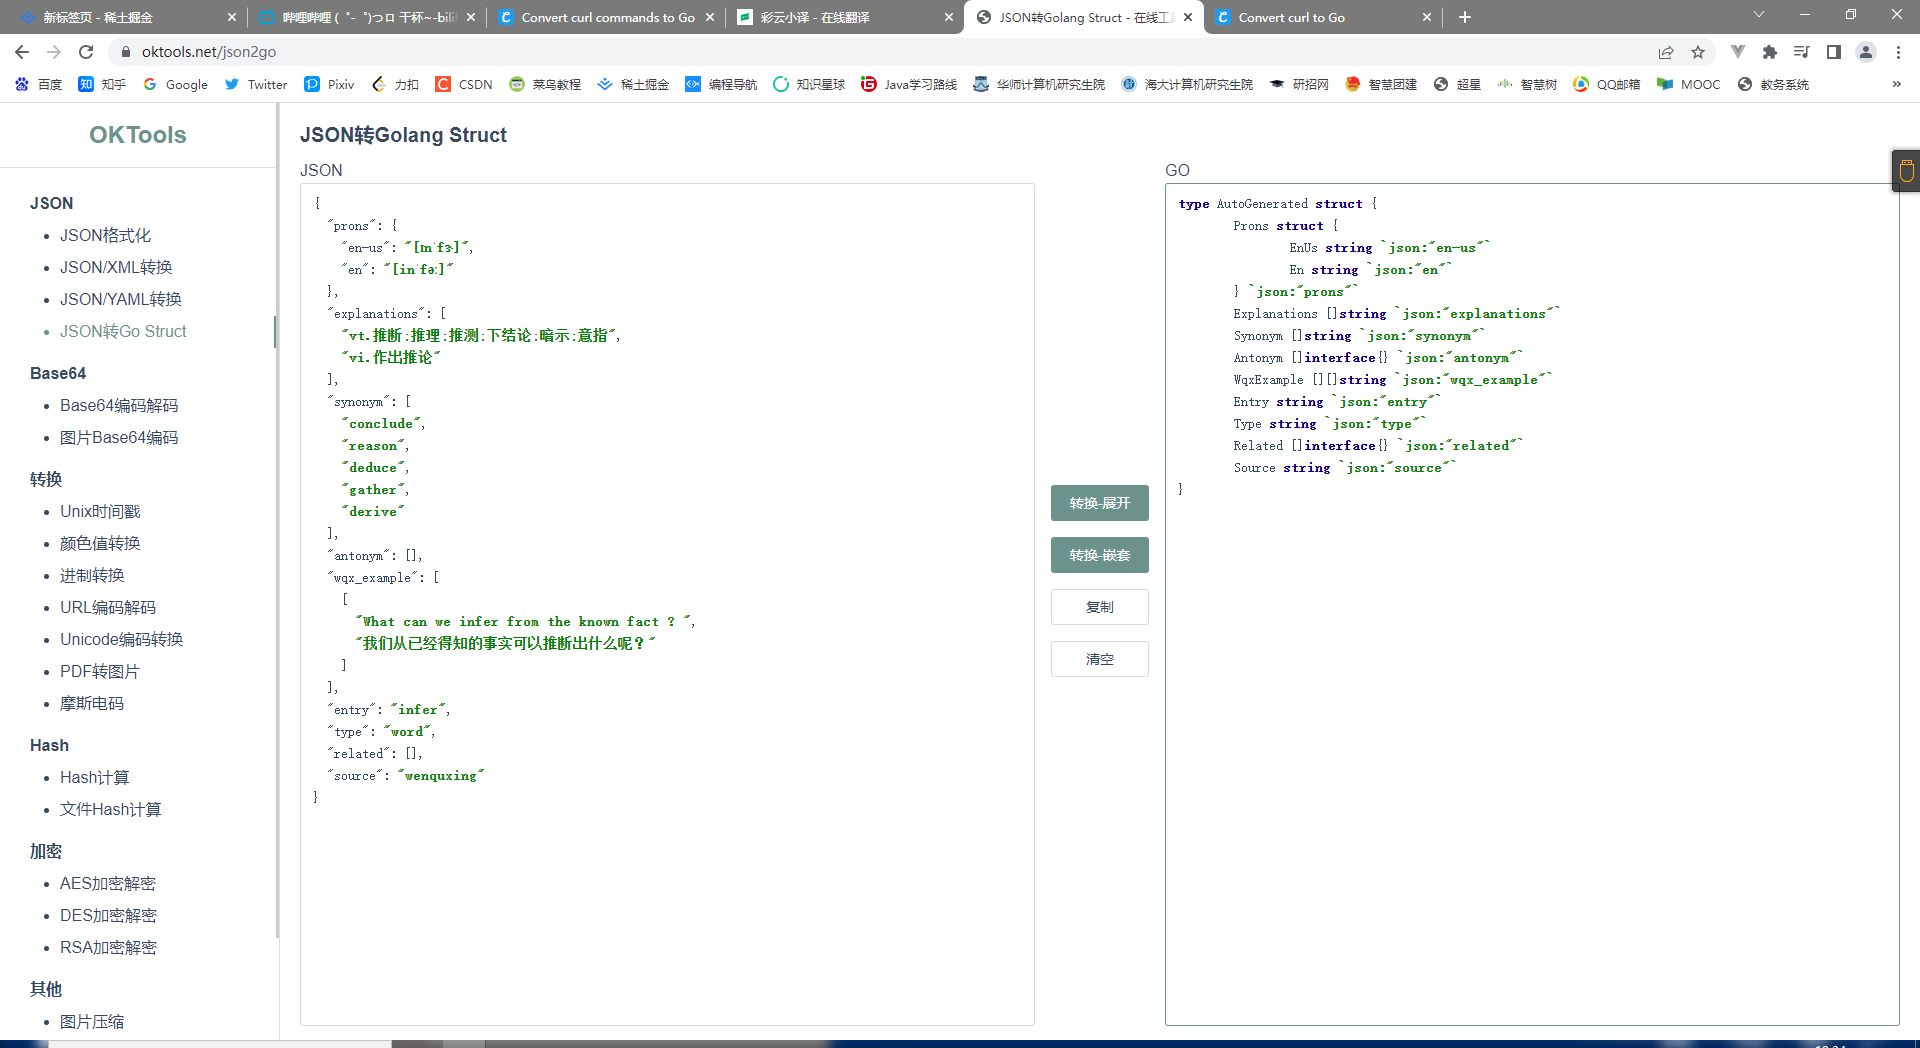 新标签页 - 稀土掘金
哔哩哔哩 (゜-゜)つロ 干杯~-bili
Convert curl commands to Go
彩云小译 - 在线翻译
JSON转Golang Struct - 在线工具
Convert curl to Go
oktools.net/json2go
百度
知乎
Google
Twitter
Pixiv
力扣
CSDN
菜鸟教程
稀土掘金
编程导航
知识星球
Java学习路线
华师计算机研究生院
海大计算机研究生院
研招网
智慧团建
超星
智慧树
QQ邮箱
MOOC
教务系统
»
OKTools
JSON
JSON格式化
JSON/XML转换
JSON/YAML转换
JSON转Go Struct
Base64
Base64编码解码
图片Base64编码
转换
Unix时间戳
颜色值转换
进制转换
URL编码解码
Unicode编码转换
PDF转图片
摩斯电码
Hash
Hash计算
文件Hash计算
加密
AES加密解密
DES加密解密
RSA加密解密
其他
图片压缩
JSON转Golang Struct
JSON
{
"prons": {
"en-us": "[ɪnˈfɝ]",
"en": "[inˈfə:]"
},
"explanations": [
"vt.推断;推理;推测;下结论;暗示;意指",
"vi.作出推论"
],
"synonym": [
"conclude",
"reason",
"deduce",
"gather",
"derive"
],
"antonym": [],
"wqx_example": [
[
"What can we infer from the known fact ? ",
"我们从已经得知的事实可以推断出什么呢？"
]
],
"entry": "infer",
"type": "word",
"related": [],
"source": "wenquxing"
}
转换-展开
转换-嵌套
复制
清空
GO
type AutoGenerated struct {
Prons struct {
EnUs string `json:"en-us"`
En string `json:"en"`
} `json:"prons"`
Explanations []string `json:"explanations"`
Synonym []string `json:"synonym"`
Antonym []interface{} `json:"antonym"`
WqxExample [][]string `json:"wqx_example"`
Entry string `json:"entry"`
Type string `json:"type"`
Related []interface{} `json:"related"`
Source string `json:"source"`
}